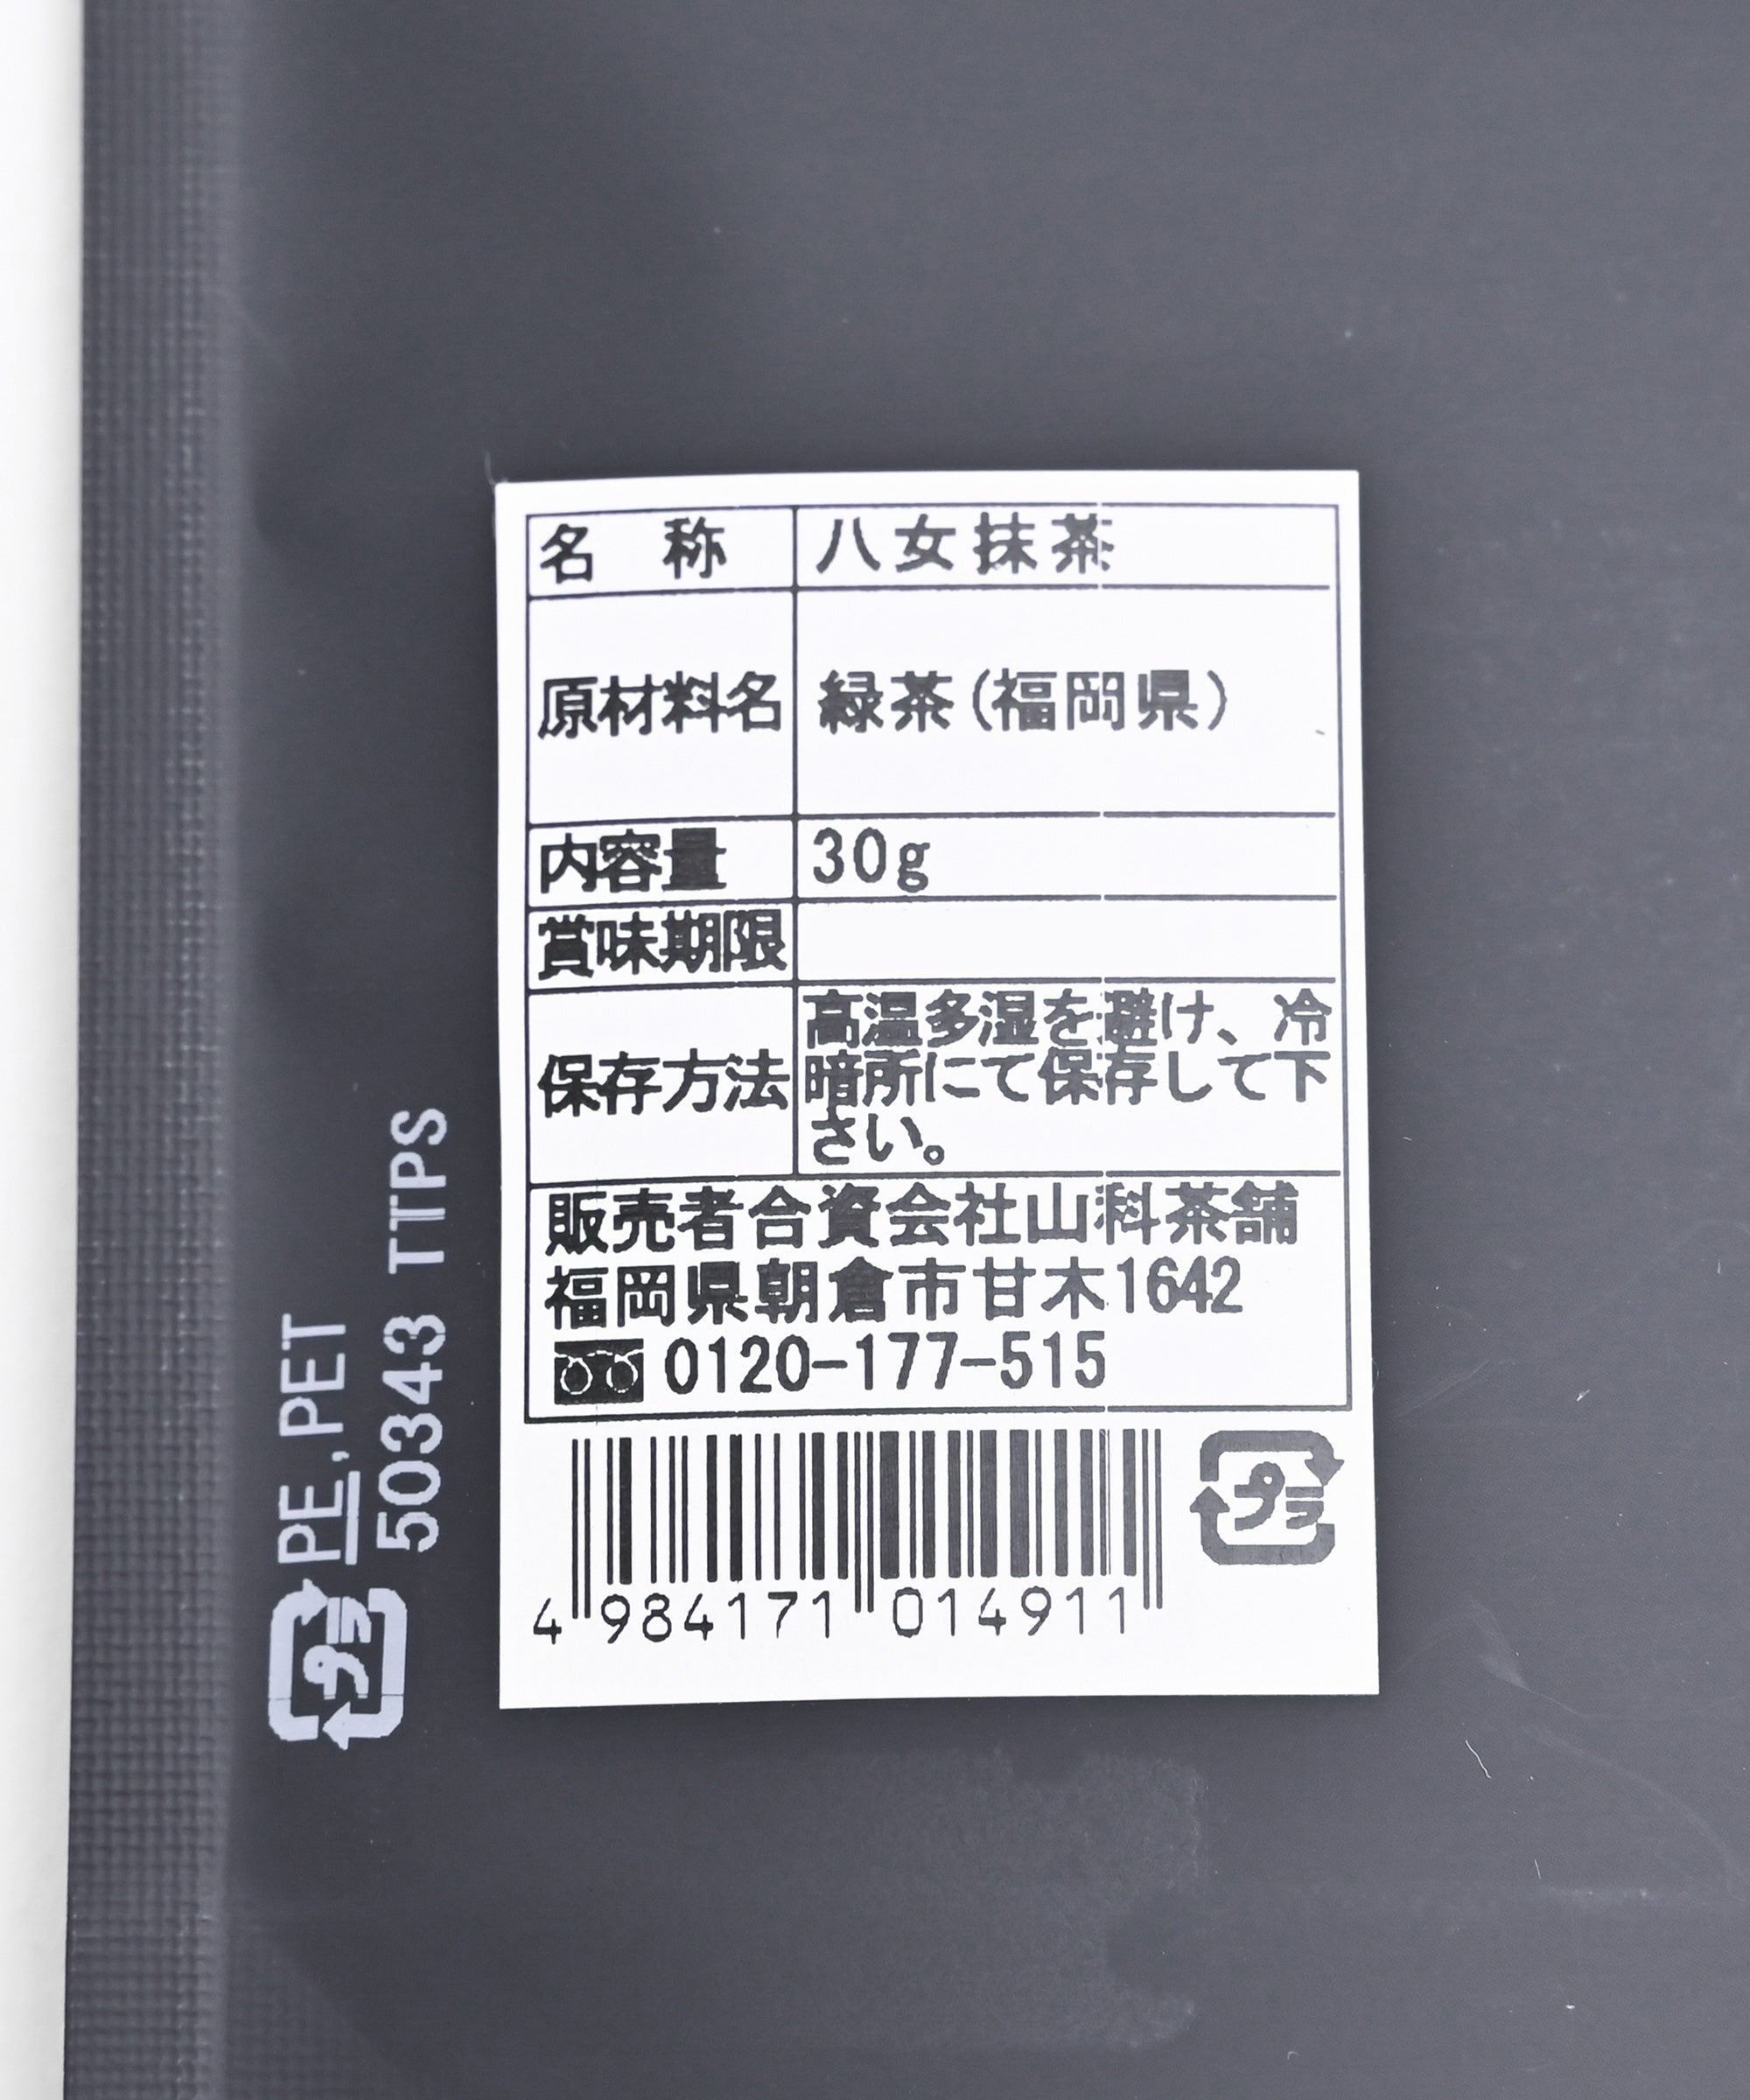 名 称 八女抹茶
原材料名 緑茶(福岡県)
内容量 30g
賞味期限
保存方法 高温多湿を避け、冷
暗所にて保存して下
さい。
販売者合資会社山科茶舗
福岡県朝倉市甘木1642
0120-177-515
4 984171 014911
プラ
プラ PE,PET
50343 TTPS